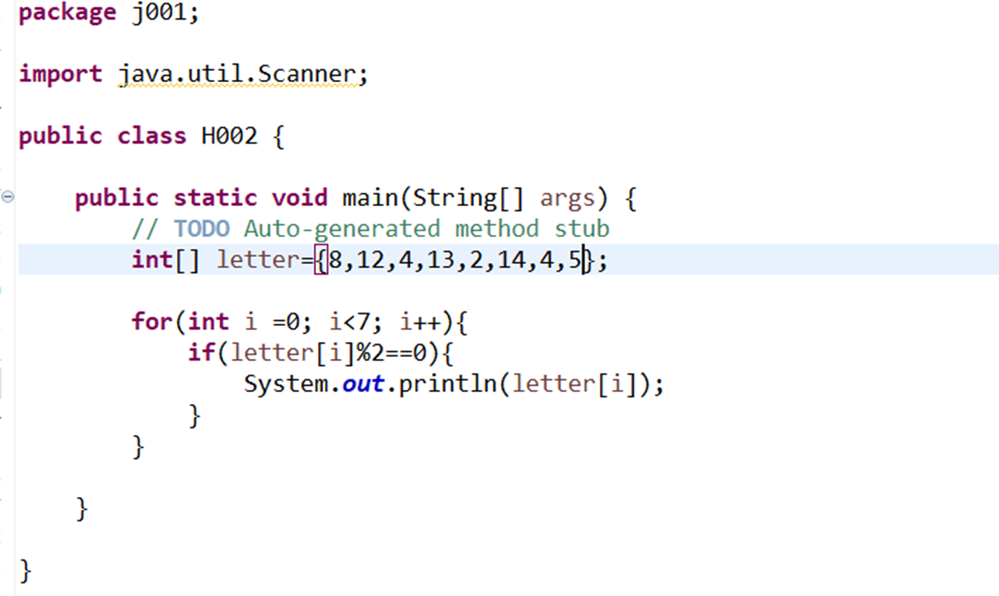 package j001;
import java.util.Scanner;
public class H002 {
public static void main(String[] args) {
// TODO Auto-generated method stub
int[] letter={8,12,4,13,2,14,4,5};
for(int i =0; i<7; i++){
if(letter[i]%2==0){
System.out.println(letter[i]);
}
}
}
}